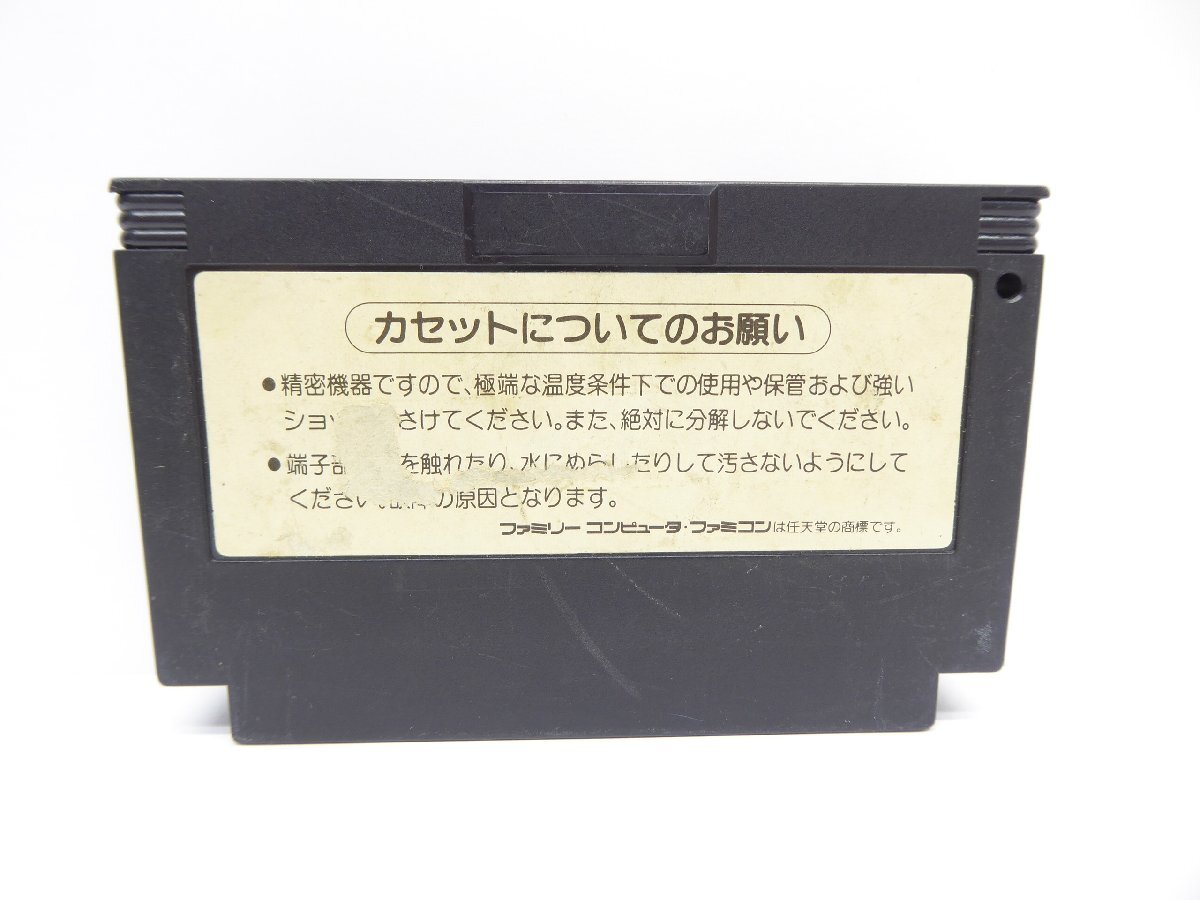 カセットについてのお願い
●精密機器ですので、極端な温度条件下での使用や保管および強い
ショッ さけてください。また、絶対に分解しないでください。
●端子部 を触れたり、水にぬらしたりして汚さないようにして
ください。 の原因となります。
ファミリー コンピュータ・ファミコンは任天堂の商標です。